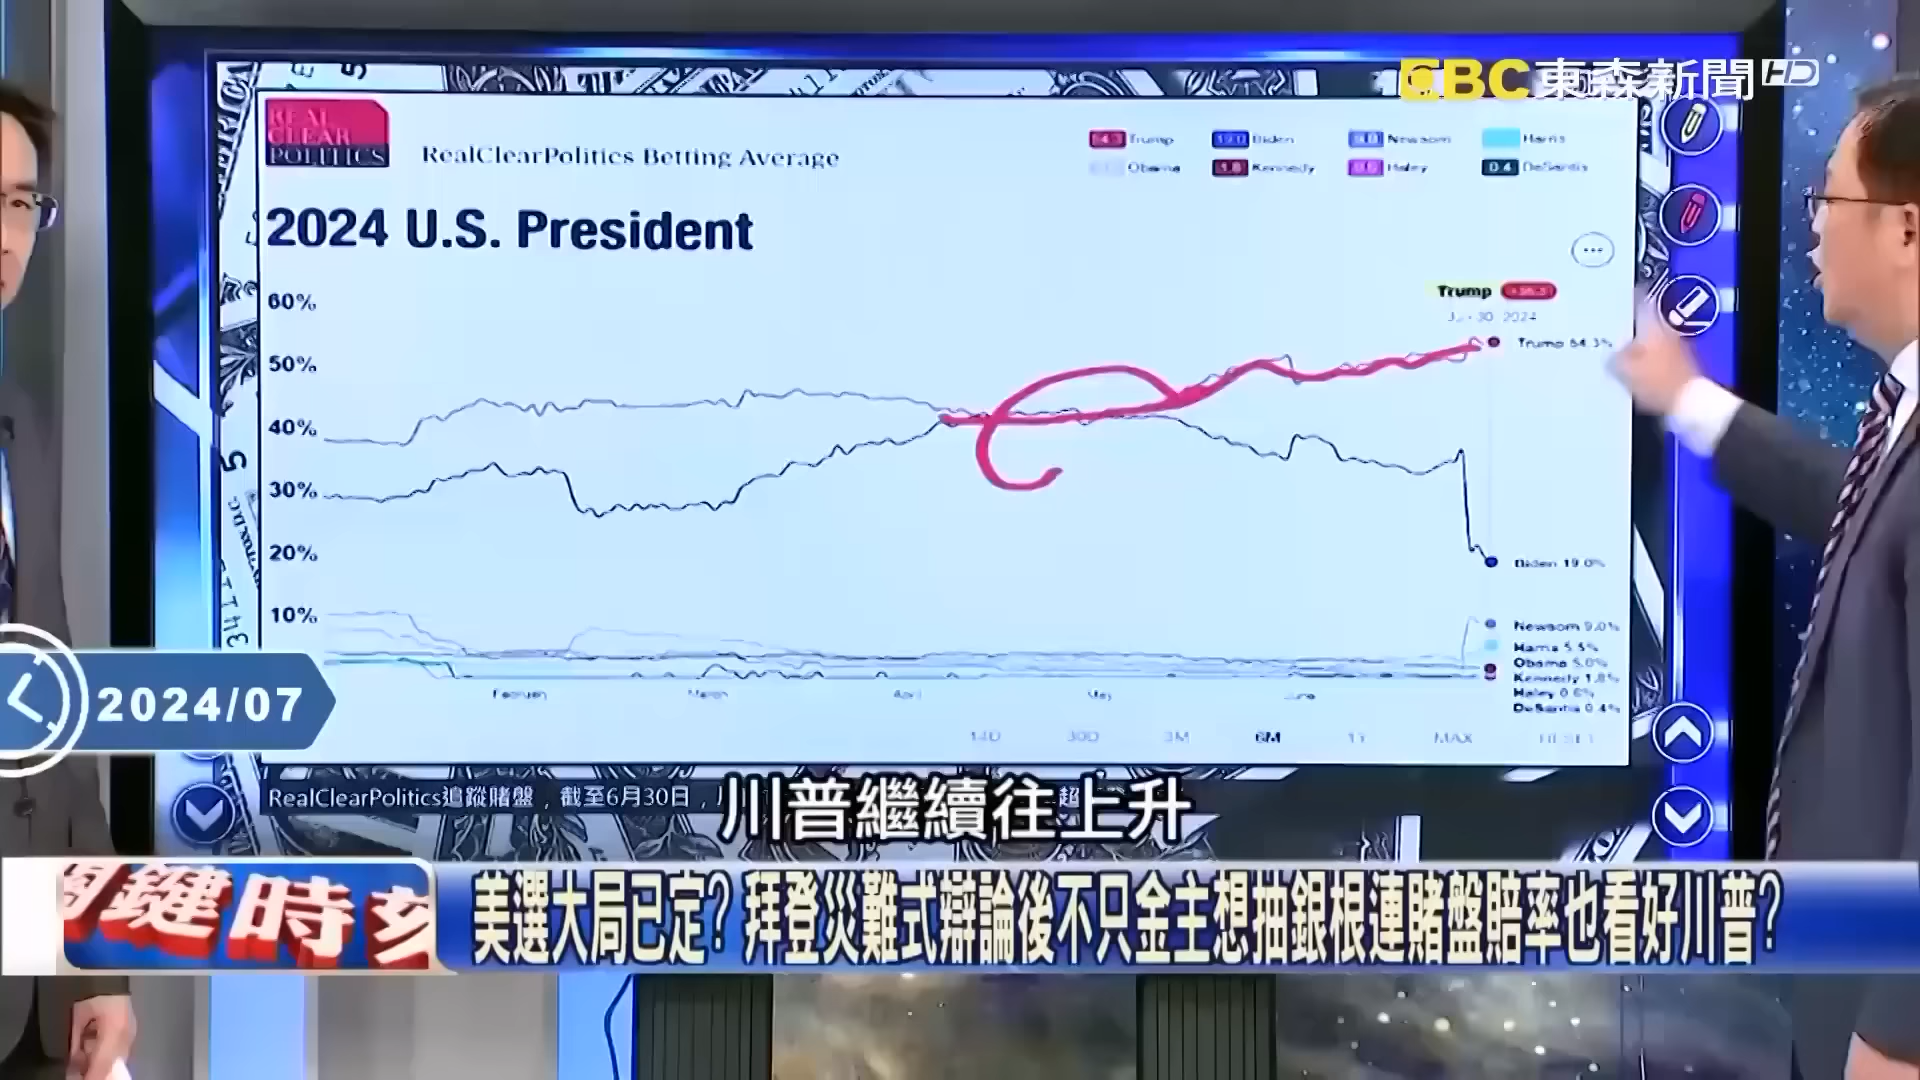 EBC東森新聞HD
REAL
CLEAR
POLITICS
RealClearPolitics Betting Average
Trump
Biden
Newsom
Harris
Obama
1.8 Kennedy
Haley
0.4 DeSantis
2024 U.S. President
60%
50%
40%
30%
20%
10%
Trump
30, 2024
Trump 54.3%
Biden 19.0%
Newsom 9.0%
Harris 5.5%
Obama 5.0%
Kennedy 1.8%
Haley 0.6%
DeSantis 0.4%
March
April
May
June
14D
30D
3M
6M
1Y
MAX
RESET
2024/07
RealClearPolitics追蹤賭盤，截至6月30日，
川普繼續往上升
關鍵時刻
美選大局已定? 拜登災難式辯論後不只金主想抽銀根連賭盤賠率也看好川普?